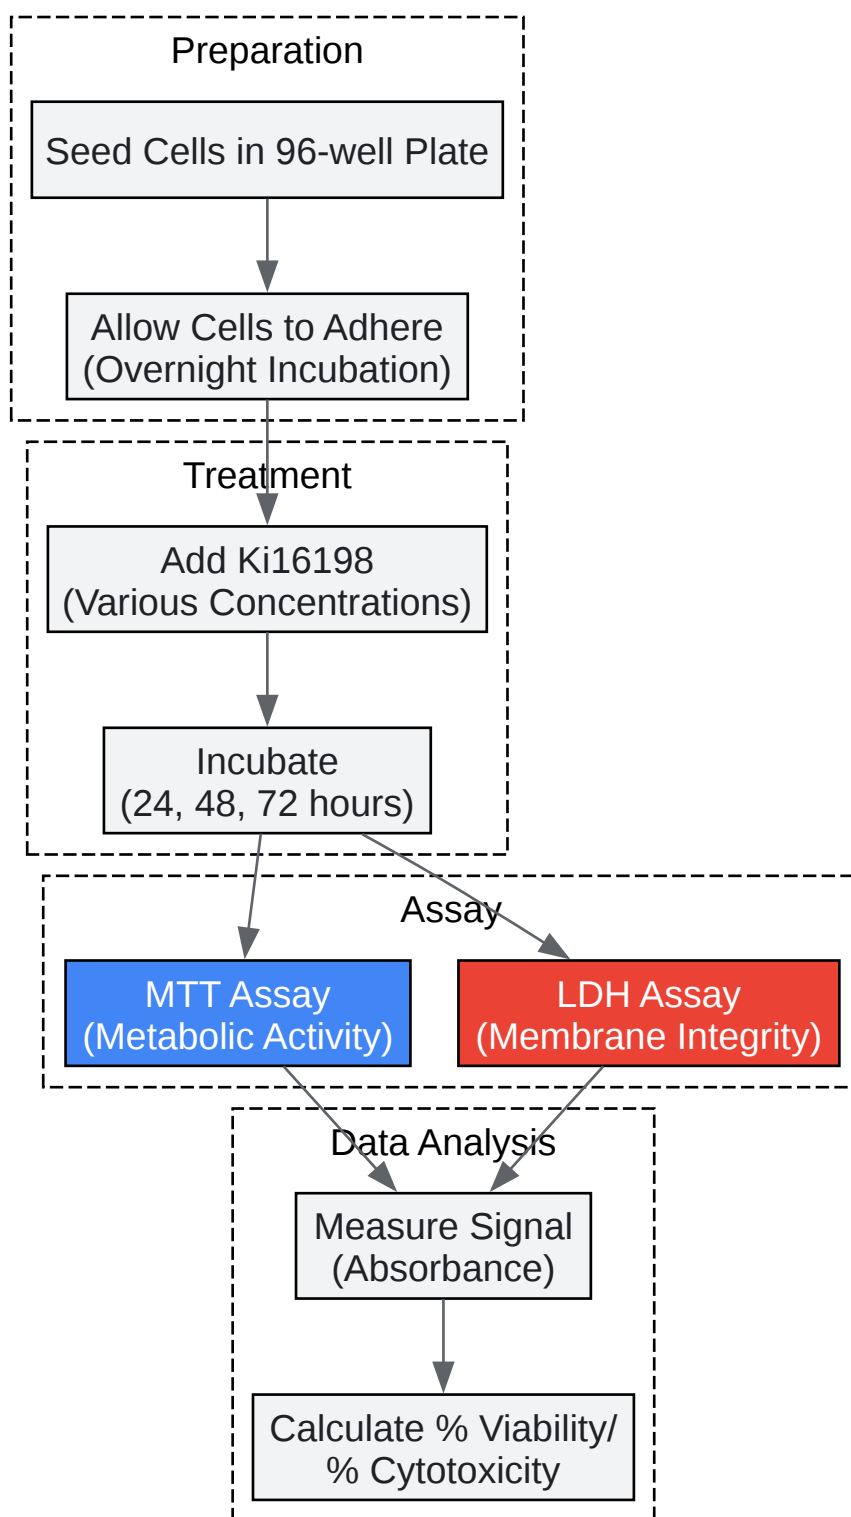 Preparation
Seed Cells in 96-well Plate
Allow Cells to Adhere
(Overnight Incubation)
Treatment
Add Ki16198
(Various Concentrations)
Incubate
(24, 48, 72 hours)
Assay
MTT Assay
(Metabolic Activity)
LDH Assay
(Membrane Integrity)
Data Analysis
Measure Signal
(Absorbance)
Calculate % Viability/
% Cytotoxicity